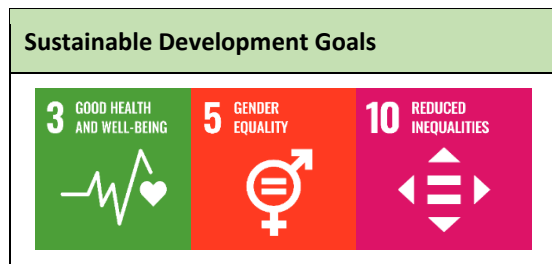 Sustainable Development Goals
3 GOOD HEALTH
AND WELL-BEING
5 GENDER
EQUALITY
10 REDUCED
INEQUALITIES